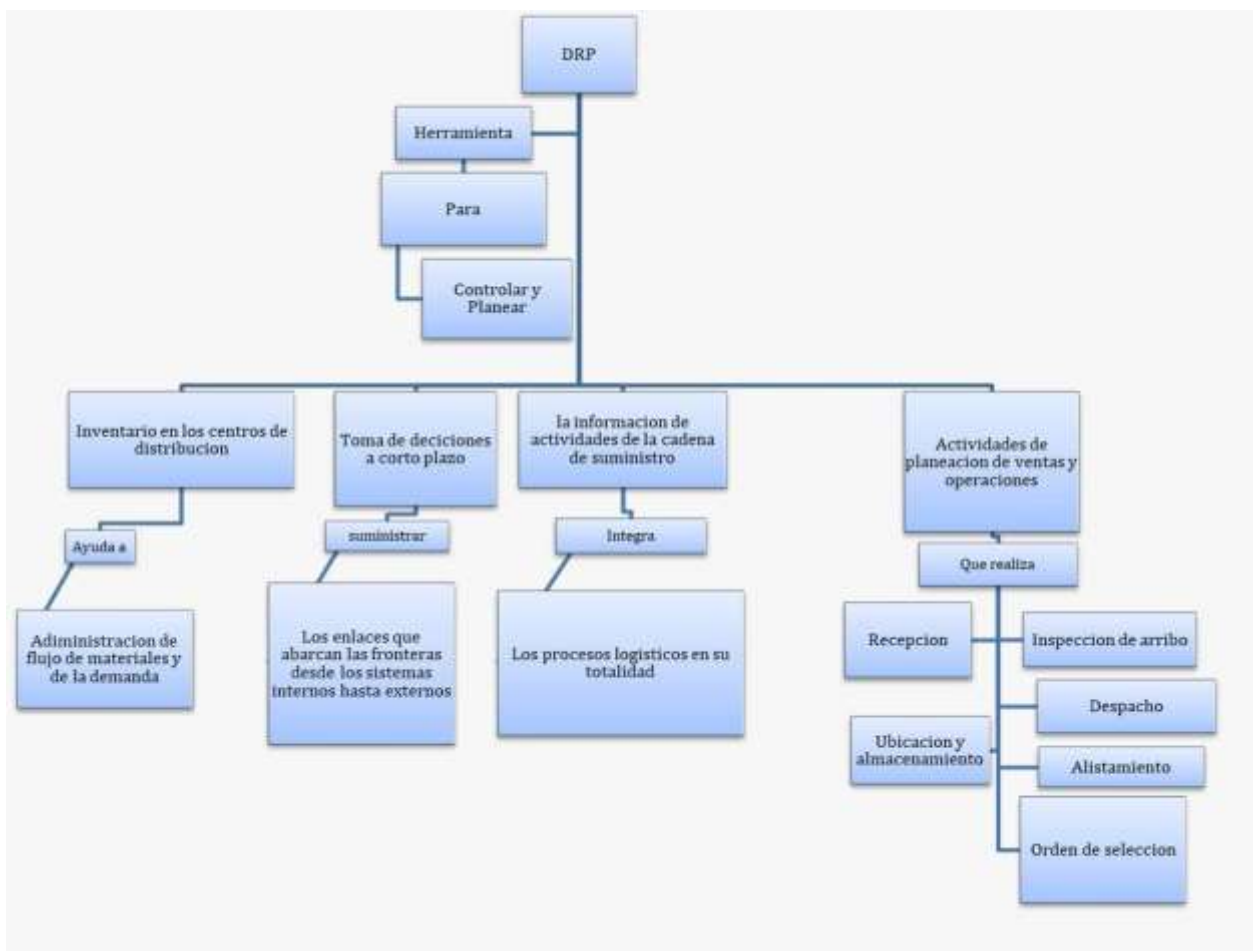 DRP
Herramienta
Para
Controlar y
Planear
Inventario en los centros de
distribucion
Toma de deciciones
a corto plazo
la informacion de
actividades de la cadena
de suministro
Actividades de
planeacion de ventas y
operaciones
Ayuda a
suministrar
Integra
Que realiza
Adiministracion de
flujo de materiales y
de la demanda
Los enlaces que
abarcan las fronteras
desde los sistemas
internos hasta externos
Los procesos logisticos en su
totalidad
Recepcion
Inspeccion de arribo
Despacho
Ubicacion y
almacenamiento
Alistamiento
Orden de seleccion